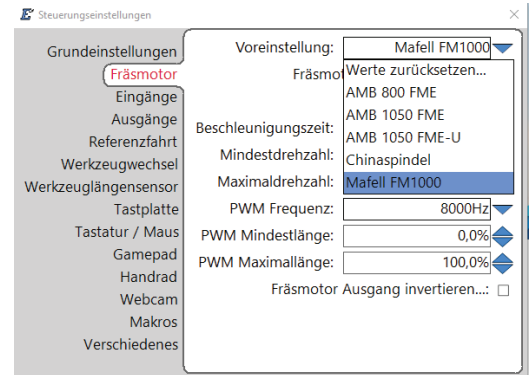 Steuerungseinstellungen
Grundeinstellungen
Fräsmotor
Eingänge
Ausgänge
Referenzfahrt
Werkzeugwechsel
Werkzeuglängensensor
Tastplatte
Tastatur / Maus
Gamepad
Handrad
Webcam
Makros
Verschiedenes
Voreinstellung: Mafell FM1000
Werte zurücksetzen...
AMB 800 FME
AMB 1050 FME
AMB 1050 FME-U
Chinaspindel
Mafell FM1000
Fräsmot
Beschleunigungszeit:
Mindestdrehzahl:
Maximaldrehzahl:
PWM Frequenz: 8000Hz
PWM Mindestlänge: 0,0%
PWM Maximallänge: 100,0%
Fräsmotor Ausgang invertieren...: